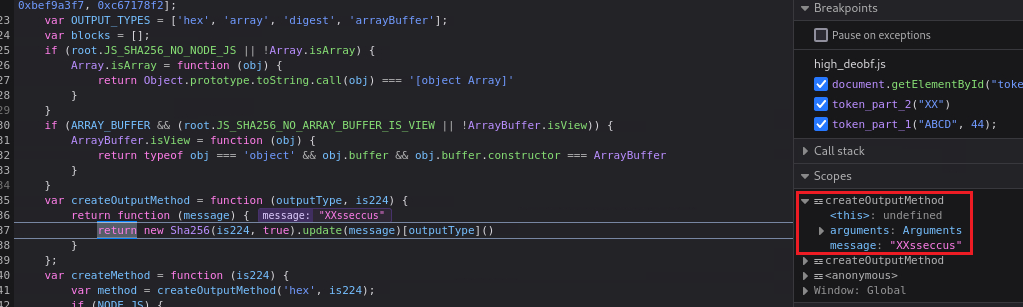 0xbef9a3f7, 0xc67178f2];
23 var OUTPUT_TYPES = ['hex', 'array', 'digest', 'arrayBuffer'];
24 var blocks = [];
25 if (root.JS_SHA256_NO_NODE_JS || !Array.isArray) {
26 Array.isArray = function (obj) {
27 return Object.prototype.toString.call(obj) === '[object Array]'
28 }
29 }
30 if (ARRAY_BUFFER && (root.JS_SHA256_NO_ARRAY_BUFFER_IS_VIEW || !ArrayBuffer.isView)) {
31 ArrayBuffer.isView = function (obj) {
32 return typeof obj === 'object' && obj.buffer && obj.buffer.constructor === ArrayBuffer
33 }
34 }
35 var createOutputMethod = function (outputType, is224) {
36 return function (message) { message: "XXsseccus"
37 return new Sha256(is224, true).update(message)[outputType]()
38 }
39 };
40 var createMethod = function (is224) {
41 var method = createOutputMethod('hex', is224);
42 if (NODE_JS) {
Breakpoints
Pause on exceptions
high_deobf.js
document.getElementById("toke
token_part_2("XX")
token_part_1("ABCD", 44);
Call stack
Scopes
createOutputMethod
<this>: undefined
arguments: Arguments
message: "XXsseccus"
createOutputMethod
<anonymous>
Window: Global